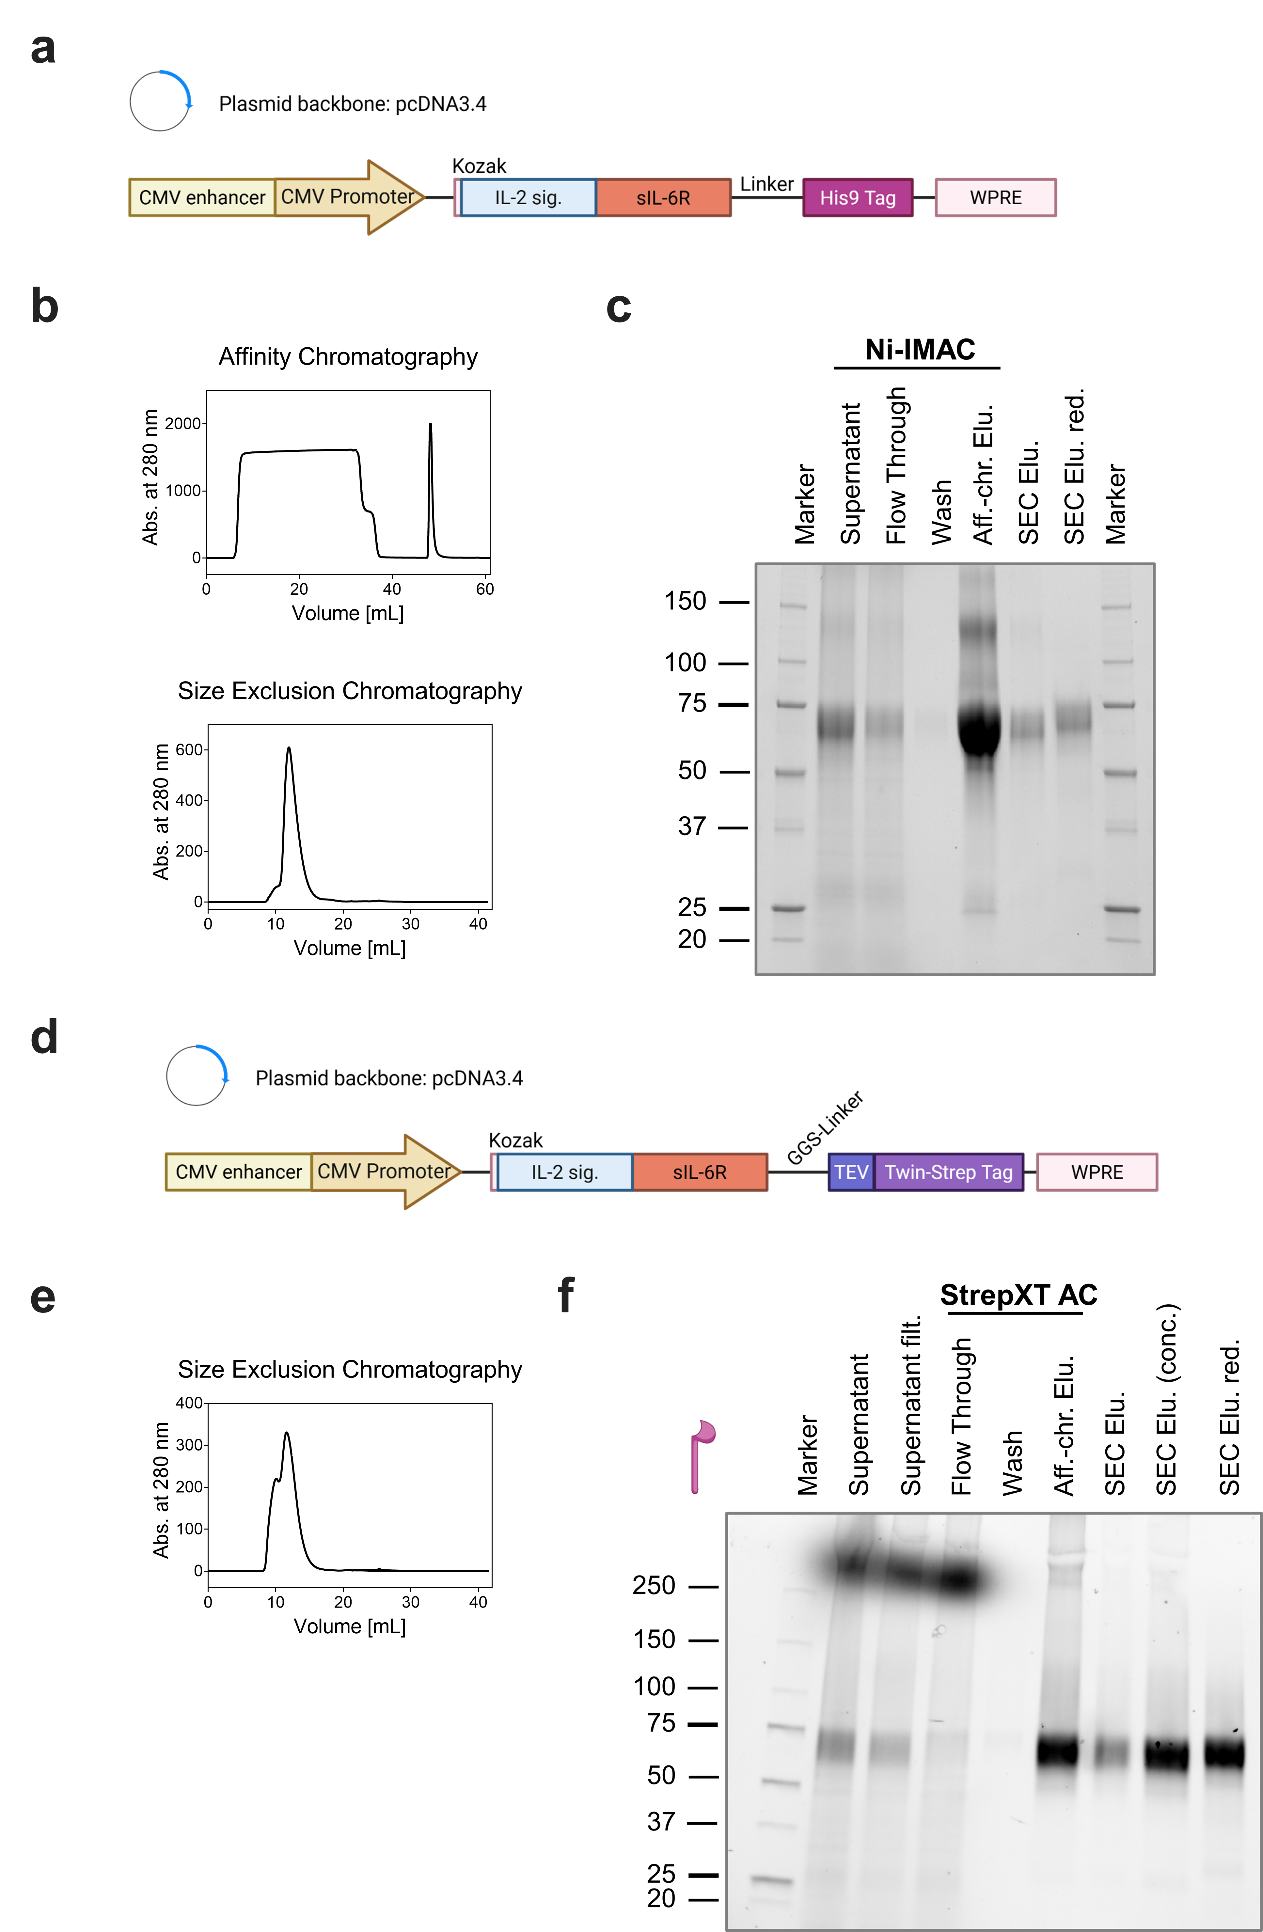 a
Plasmid backbone: pcDNA3.4
Kozak
CMV enhancer
CMV Promoter
IL-2 sig.
sIL-6R
Linker
His9 Tag
WPRE
b
Affinity Chromatography
Abs. at 280 nm
2000
1000
0
0
20
40
60
Volume [mL]
Size Exclusion Chromatography
Abs. at 280 nm
600
400
200
0
0
10
20
30
40
Volume [mL]
c
Ni-IMAC
Marker
Supernatant
Flow Through
Wash
Aff.-chr. Elu.
SEC Elu.
SEC Elu. red.
Marker
150
100
75
50
37
25
20
d
Plasmid backbone: pcDNA3.4
Kozak
CMV enhancer
CMV Promoter
IL-2 sig.
sIL-6R
GGS-Linker
TEV
Twin-Strep Tag
WPRE
e
Size Exclusion Chromatography
Abs. at 280 nm
400
300
200
100
0
0
10
20
30
40
Volume [mL]
f
StrepXT AC
Marker
Supernatant
Supernatant filt.
Flow Through
Wash
Aff.-chr. Elu.
SEC Elu.
SEC Elu. (conc.)
SEC Elu. red.
250
150
100
75
50
37
25
20